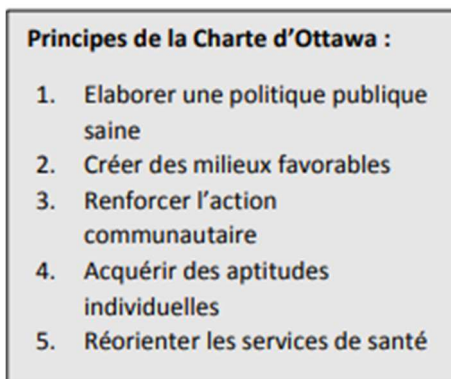 Principes de la Charte d’Ottawa :
1. Elaborer une politique publique
saine
2. Créer des milieux favorables
3. Renforcer l’action
communautaire
4. Acquérir des aptitudes
individuelles
5. Réorienter les services de santé